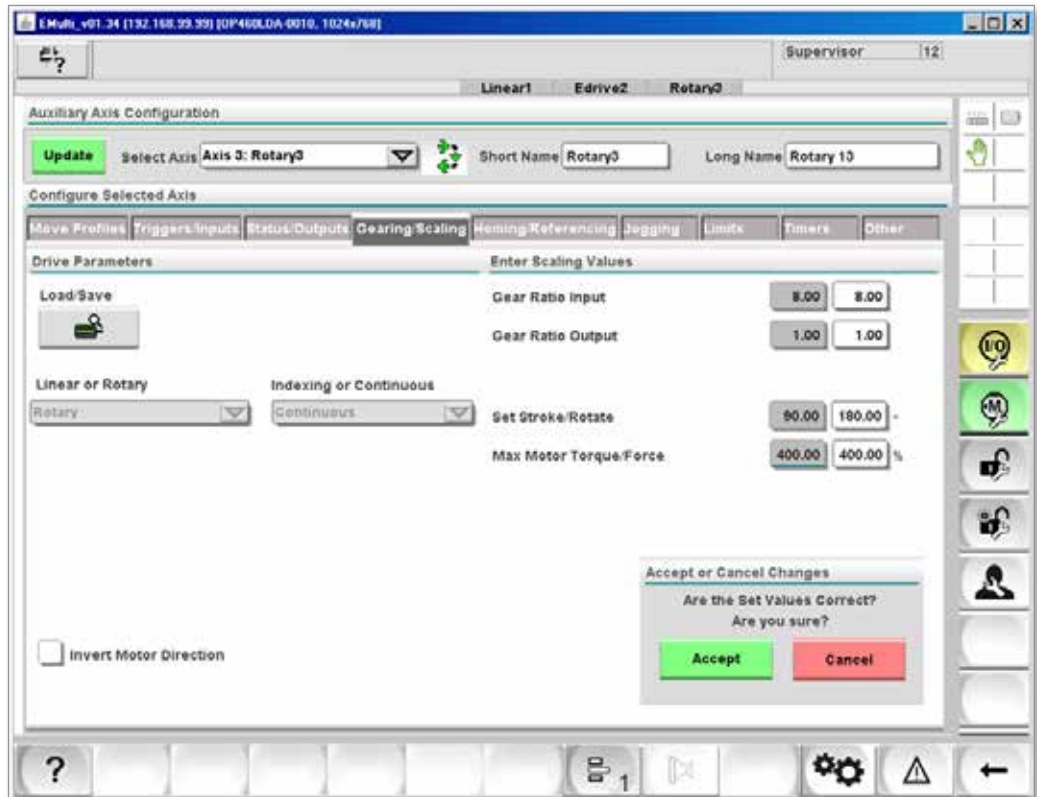 EMulti_v01.34 [192.168.99.99] [OP460LDA-0010, 1024x768]
?
Supervisor 12
Linear1 Edrive2 Rotary3
Auxiliary Axis Configuration
Update Select Axis Axis 3: Rotary3 Short Name Rotary3 Long Name Rotary 13
Configure Selected Axis
Move Profiles Triggers/Inputs Status/Outputs Gearing/Scaling Homing/Referencing Jogging Limits Timers Other
Drive Parameters Enter Scaling Values
Load/Save
Gear Ratio Input 8.00 8.00
Gear Ratio Output 1.00 1.00
I/O
Linear or Rotary Indexing or Continuous
Rotary Continuous
Set Stroke/Rotate 90.00 180.00 °
M
Max Motor Torque/Force 400.00 400.00 %
Accept or Cancel Changes
Are the Set Values Correct?
Are you sure?
Invert Motor Direction
Accept Cancel
? 1